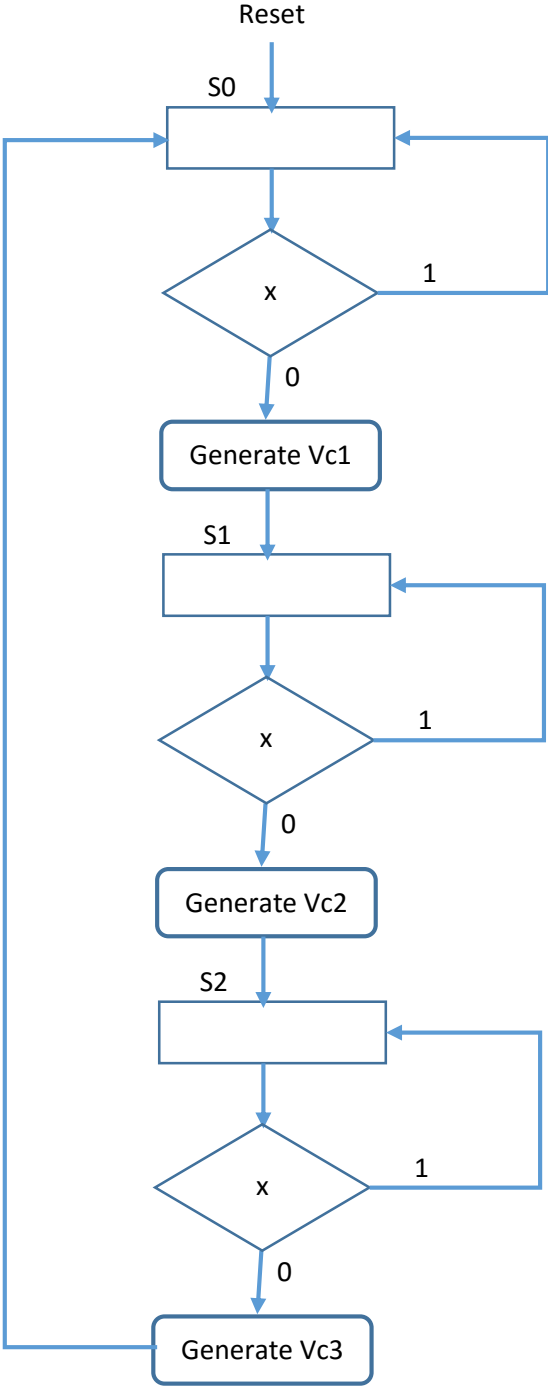 Reset
S0
x
1
0
Generate Vc1
S1
x
1
0
Generate Vc2
S2
x
1
0
Generate Vc3